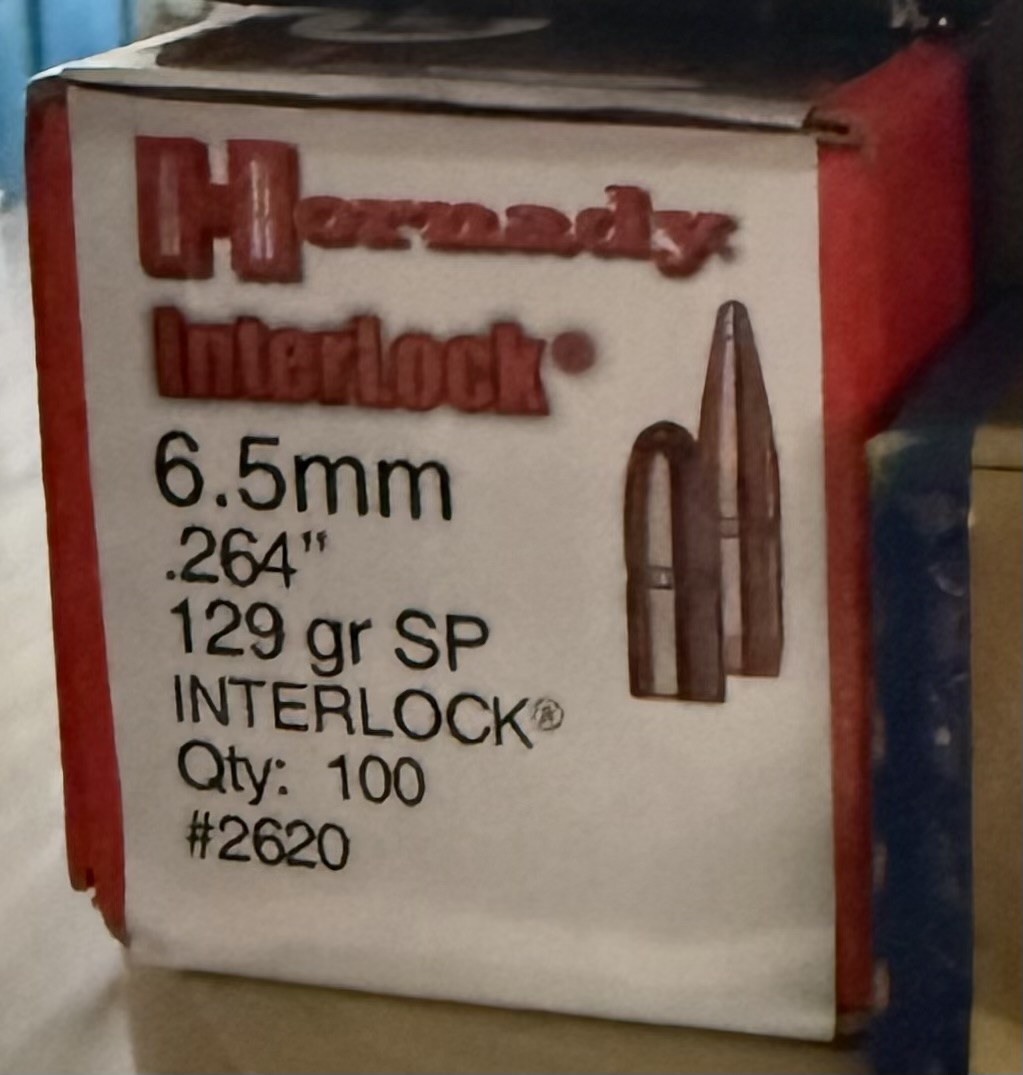 Hornady
InterLock®
6.5mm
.264"
129 gr SP
INTERLOCK®
Qty: 100
#2620